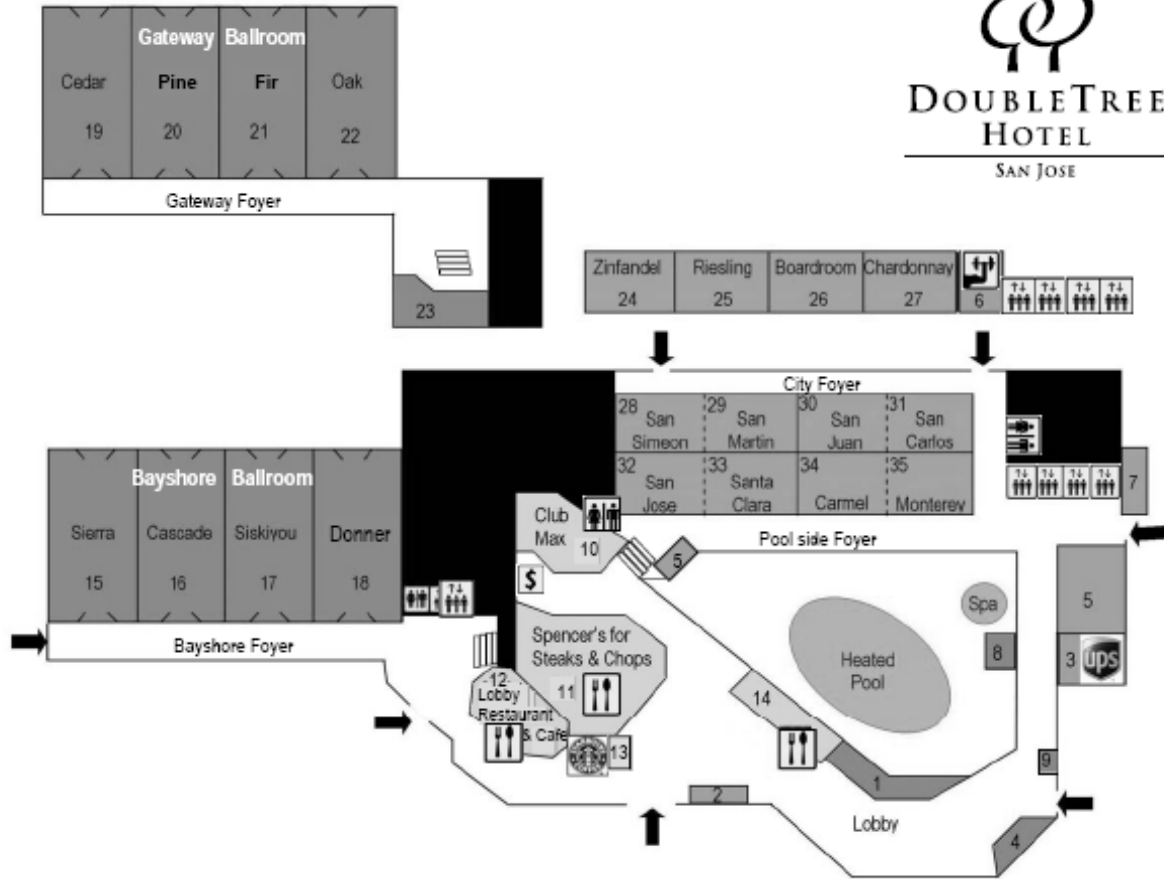 Gateway Ballroom
Cedar Pine Fir Oak
19 20 21 22
Gateway Foyer
23
DOUBLETREE
HOTEL
SAN JOSE
Zinfandel Riesling Boardroom Chardonnay
24 25 26 27 6
City Foyer
28 San Simeon
29 San Martin
30 San Juan
31 San Carlos
32 San Jose
33 Santa Clara
34 Carmel
35 Monterey
7
Pool side Foyer
Bayshore Ballroom
Sierra Cascade Siskiyou Donner
15 16 17 18
Bayshore Foyer
Club
Max
10
$
5
Spencer's for
Steaks & Chops
11
12
Lobby
Restaurant
& Cafe
13
Spa
8
Heated
Pool
5
3 ups
14
1
9
2
Lobby
4